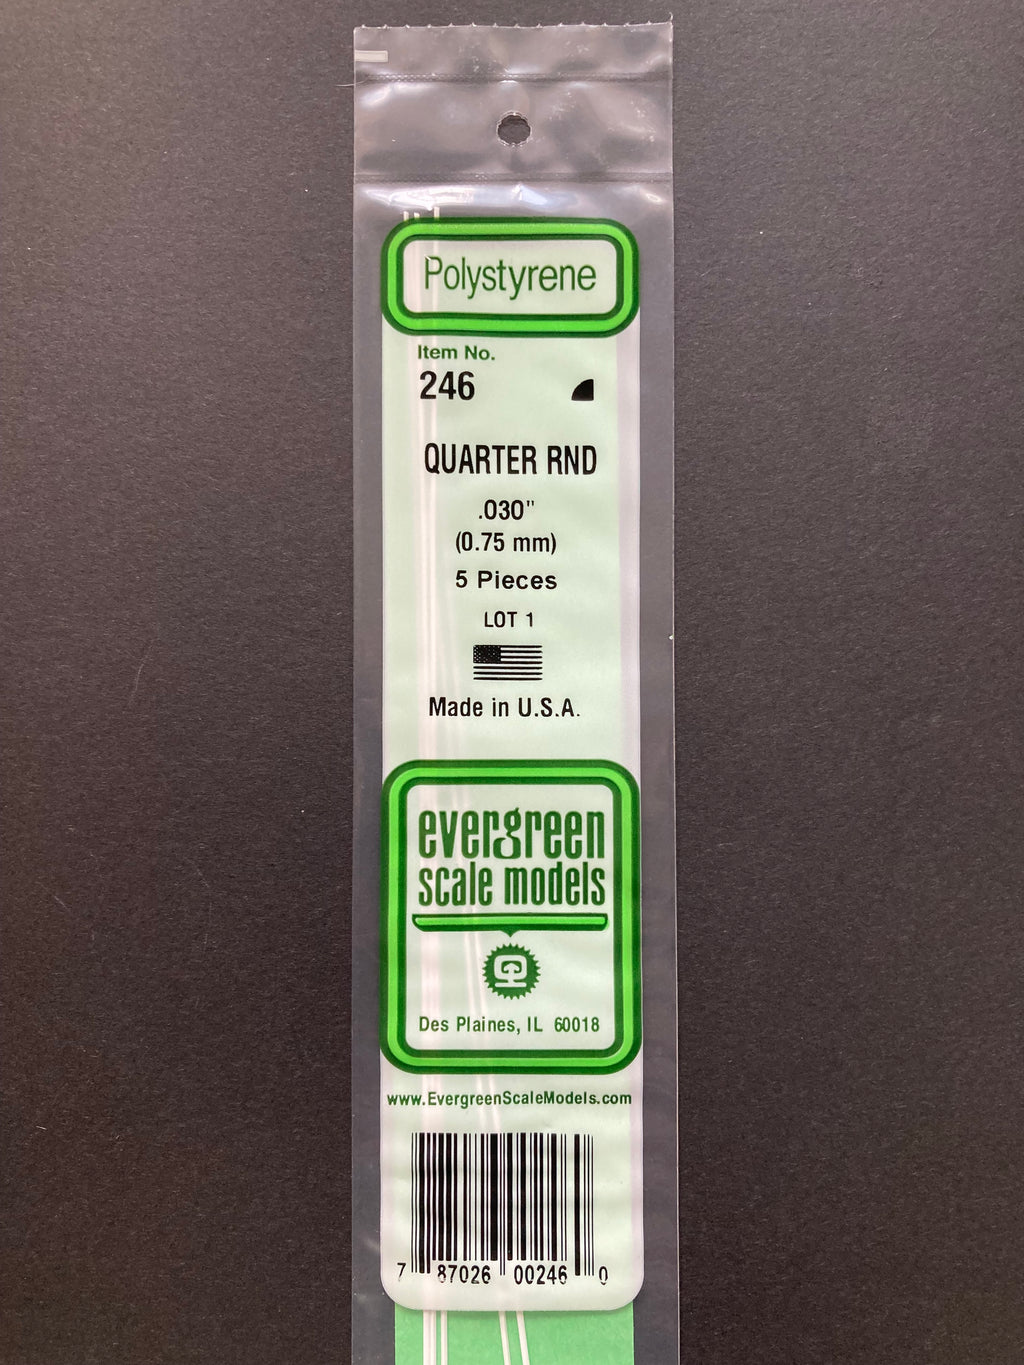 Polystyrene
Item No.
246
QUARTER RND
.030"
(0.75 mm)
5 Pieces
LOT 1
Made in U.S.A.
evergreen
scale models
Des Plaines, IL 60018
www.EvergreenScaleModels.com
7 87026 00246 0